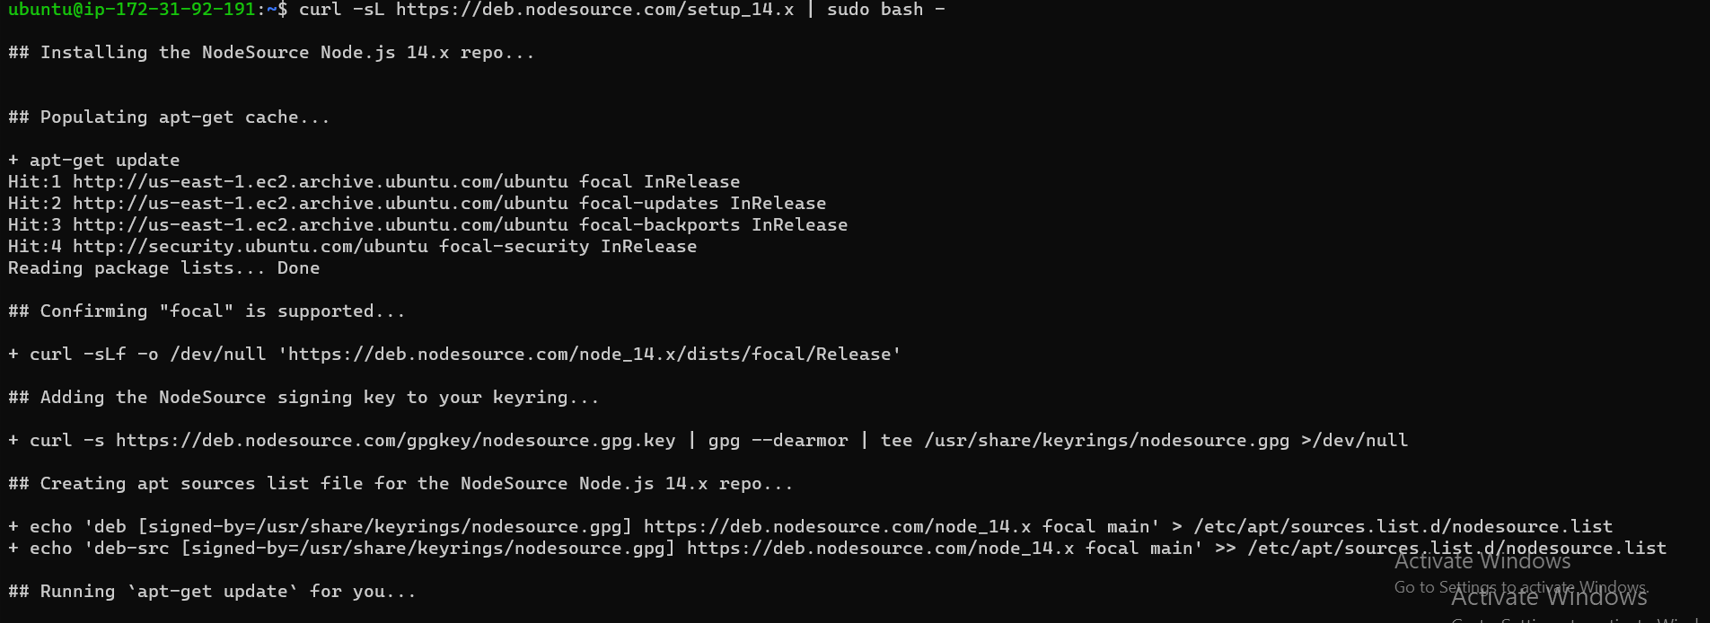 ubuntu@ip-172-31-92-191:~$ curl -sL https://deb.nodesource.com/setup_14.x | sudo bash -
## Installing the NodeSource Node.js 14.x repo...
## Populating apt-get cache...
+ apt-get update
Hit:1 http://us-east-1.ec2.archive.ubuntu.com/ubuntu focal InRelease
Hit:2 http://us-east-1.ec2.archive.ubuntu.com/ubuntu focal-updates InRelease
Hit:3 http://us-east-1.ec2.archive.ubuntu.com/ubuntu focal-backports InRelease
Hit:4 http://security.ubuntu.com/ubuntu focal-security InRelease
Reading package lists... Done
## Confirming "focal" is supported...
+ curl -sLf -o /dev/null 'https://deb.nodesource.com/node_14.x/dists/focal/Release'
## Adding the NodeSource signing key to your keyring...
+ curl -s https://deb.nodesource.com/gpgkey/nodesource.gpg.key | gpg --dearmor | tee /usr/share/keyrings/nodesource.gpg >/dev/null
## Creating apt sources list file for the NodeSource Node.js 14.x repo...
+ echo 'deb [signed-by=/usr/share/keyrings/nodesource.gpg] https://deb.nodesource.com/node_14.x focal main' > /etc/apt/sources.list.d/nodesource.list
+ echo 'deb-src [signed-by=/usr/share/keyrings/nodesource.gpg] https://deb.nodesource.com/node_14.x focal main' >> /etc/apt/sources.list.d/nodesource.list
Activate Windows
Go to Settings to activate Windows.
## Running `apt-get update` for you...
Activate Windows